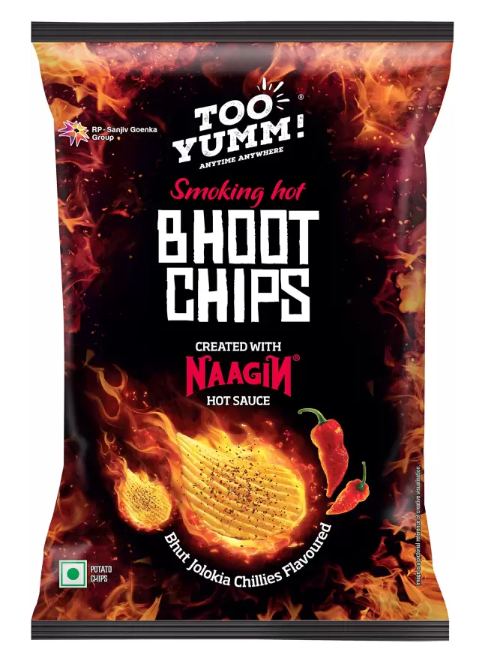 RP-Sanjiv Goenka
Group
TOO
YUMM!
®
ANYTIME ANYWHERE
Smoking hot
BHOOT
CHIPS
CREATED WITH
NAAGIN®
HOT SAUCE
Bhut Jolokia Chillies Flavoured
POTATO
CHIPS